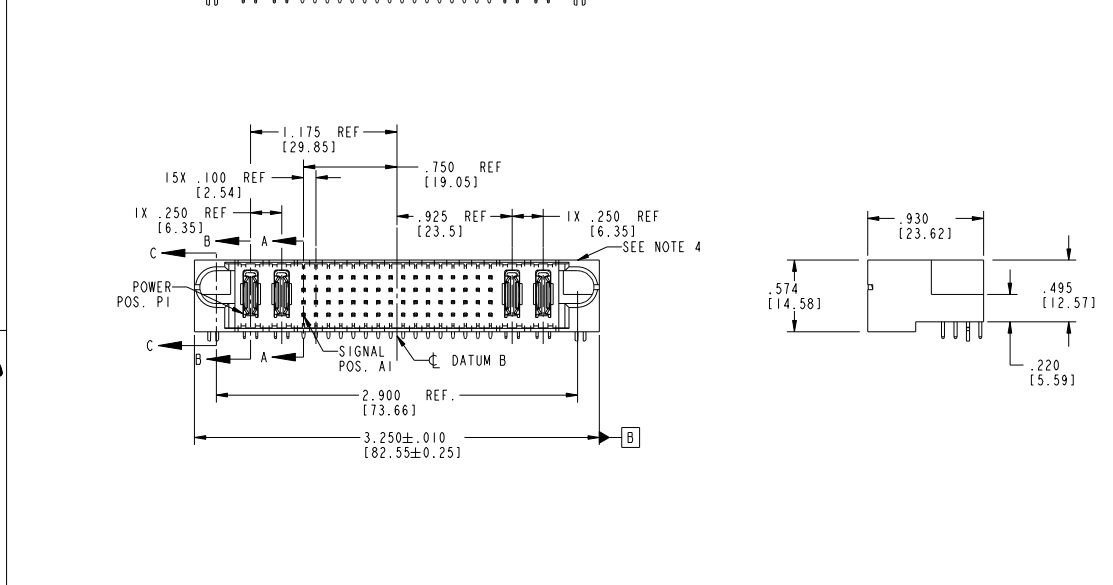 1.175 REF
[29.85]
.750 REF
[19.05]
15X .100 REF
[2.54]
1X .250 REF
[6.35]
.925 REF
[23.5]
1X .250 REF
[6.35]
B
A
C
SEE NOTE 4
POWER
POS. P1
C
B
A
SIGNAL
POS. A1
℄ DATUM B
2.900 REF.
[73.66]
3.250±.010
[82.55±0.25]
B
.930
[23.62]
.574
[14.58]
.495
[12.57]
.220
[5.59]